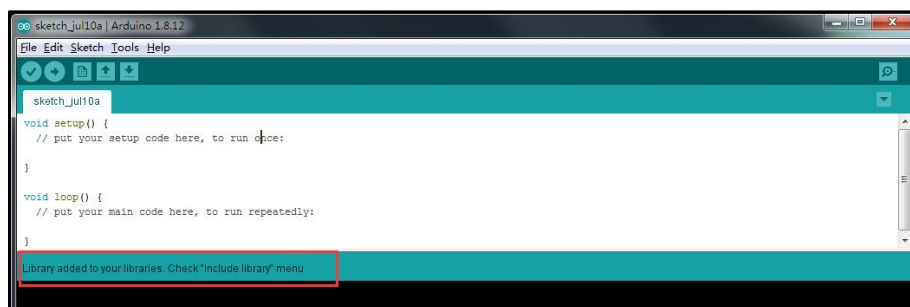 sketch_jul10a | Arduino 1.8.12
File Edit Sketch Tools Help
sketch_jul10a
void setup() {
  // put your setup code here, to run once:
}
void loop() {
  // put your main code here, to run repeatedly:
}
Library added to your libraries. Check "Include library" menu